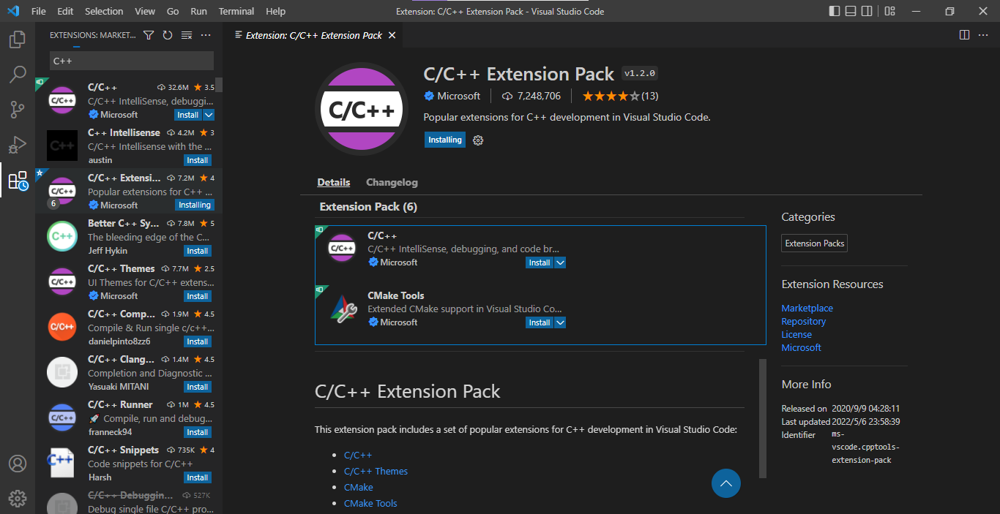 File Edit Selection View Go Run Terminal Help
Extension: C/C++ Extension Pack - Visual Studio Code
EXTENSIONS: MARKET...
C++
C/C++ 32.6M 3.5
C/C++ IntelliSense, debuggi...
Microsoft Install
C++ Intellisense 4.2M 3
C/C++ Intellisense with the ...
austin Install
C/C++ Extensi... 7.2M 4
Popular extensions for C++ ...
6 Microsoft Installing
Better C++ Sy... 7.8M 5
The bleeding edge of the C...
Jeff Hykin Install
C/C++ Themes 7.7M 2.5
UI Themes for C/C++ extens...
Microsoft Install
C/C++ Comp... 1.9M 4.5
Compile & Run single c/c++...
danielpinto8zz6 Install
C/C++ Clang... 1.4M 4.5
Completion and Diagnostic ...
Yasuaki MITANI Install
C/C++ Runner 1M 4.5
🚀 Compile, run and debug...
franneck94 Install
C/C++ Snippets 735K 4
Code snippets for C/C++
Harsh Install
C/C++ Debuggin... 527K
Debug single file C/C++ pro...
C/C++
C++
C/C++
C++
C/C++
C/C++
C/C++
C++
Extension: C/C++ Extension Pack
C/C++
C/C++ Extension Pack v1.2.0
Microsoft 7,248,706 (13)
Popular extensions for C++ development in Visual Studio Code.
Installing
Details Changelog
Extension Pack (6)
C/C++
C/C++
C/C++ IntelliSense, debugging, and code br...
Microsoft Install
CMake Tools
Extended CMake support in Visual Studio Co...
Microsoft Install
C/C++ Extension Pack
This extension pack includes a set of popular extensions for C++ development in Visual Studio Code:
• C/C++
• C/C++ Themes
• CMake
• CMake Tools
Categories
Extension Packs
Extension Resources
Marketplace
Repository
License
Microsoft
More Info
Released on 2020/9/9 04:28:11
Last updated 2022/5/6 23:58:39
Identifier ms-
vscode.cpptools-
extension-pack